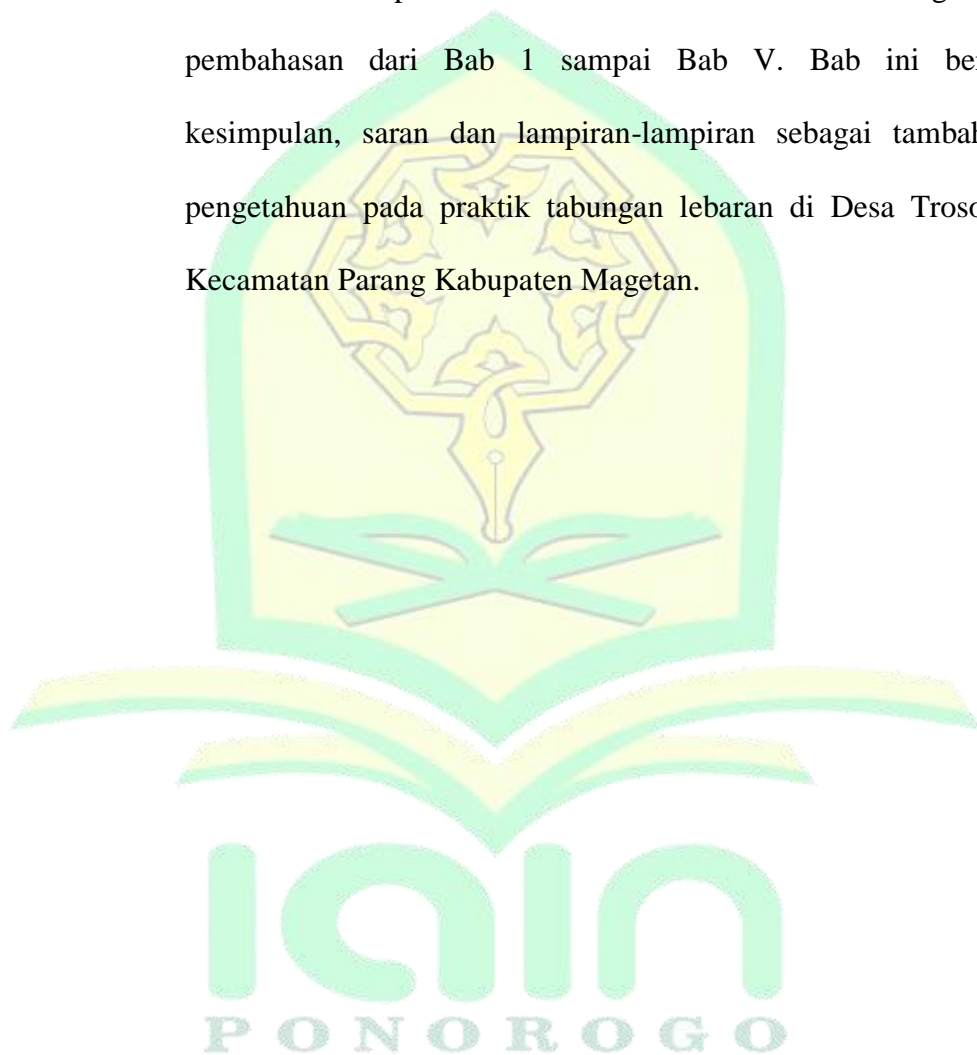 pembahasan dari Bab 1 sampai Bab V. Bab ini
kesimpulan, saran dan lampiran-lampiran sebagai
pengetahuan pada praktik tabungan lebaran di Desa
Kecamatan Parang Kabupaten Magetan.
iain
PONOROGO